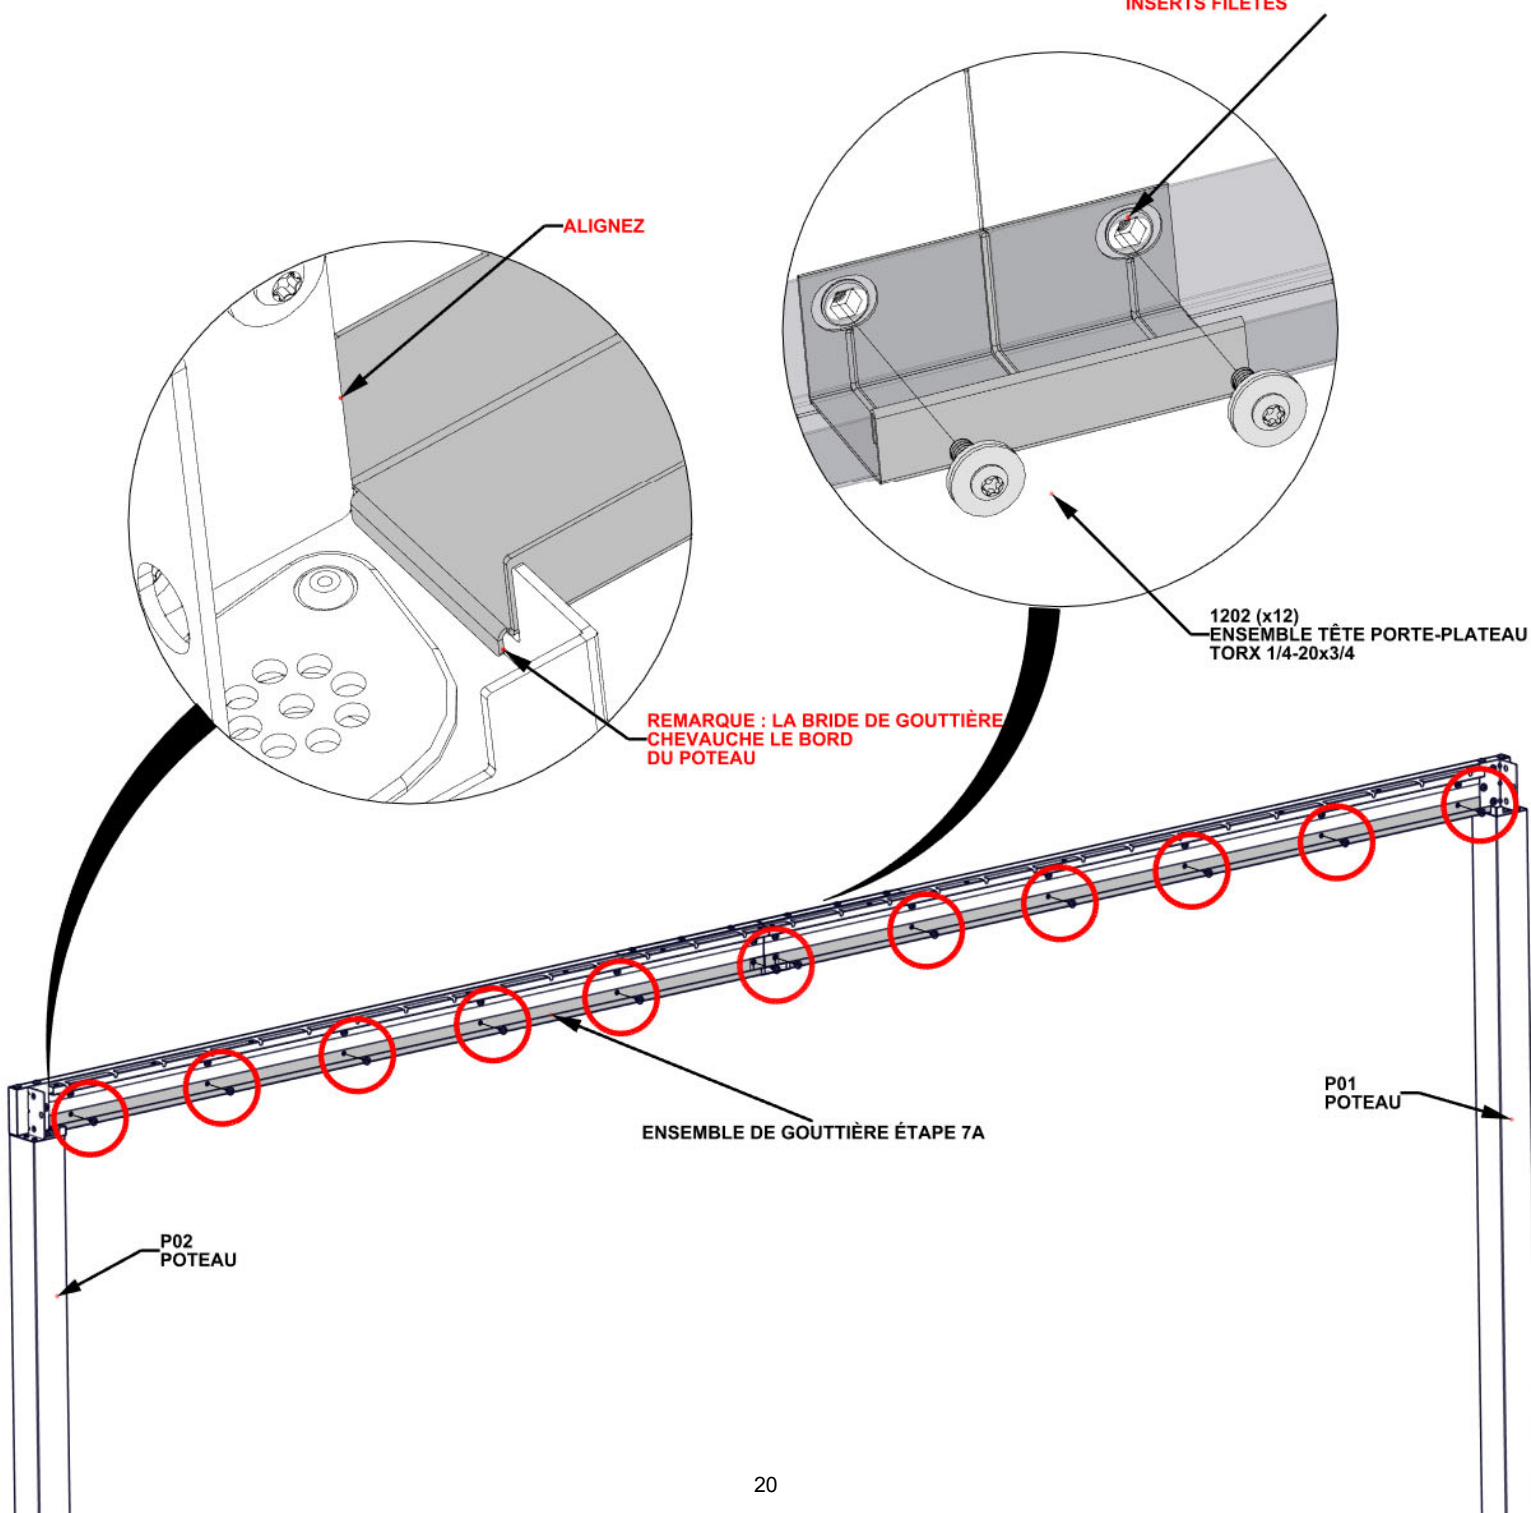 INSERTS FILETÉS
ALIGNEZ
1202 (x12)
ENSEMBLE TÊTE PORTE-PLATEAU
TORX 1/4-20x3/4
REMARQUE : LA BRIDE DE GOUTTIÈRE
CHEVAUCHE LE BORD
DU POTEAU
P01
POTEAU
ENSEMBLE DE GOUTTIÈRE ÉTAPE 7A
P02
POTEAU
20